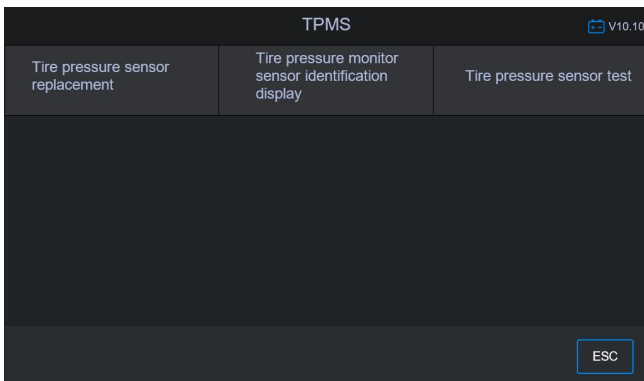 TPMS
V10.10
Tire pressure sensor
replacement
Tire pressure monitor
sensor identification
display
Tire pressure sensor test
ESC